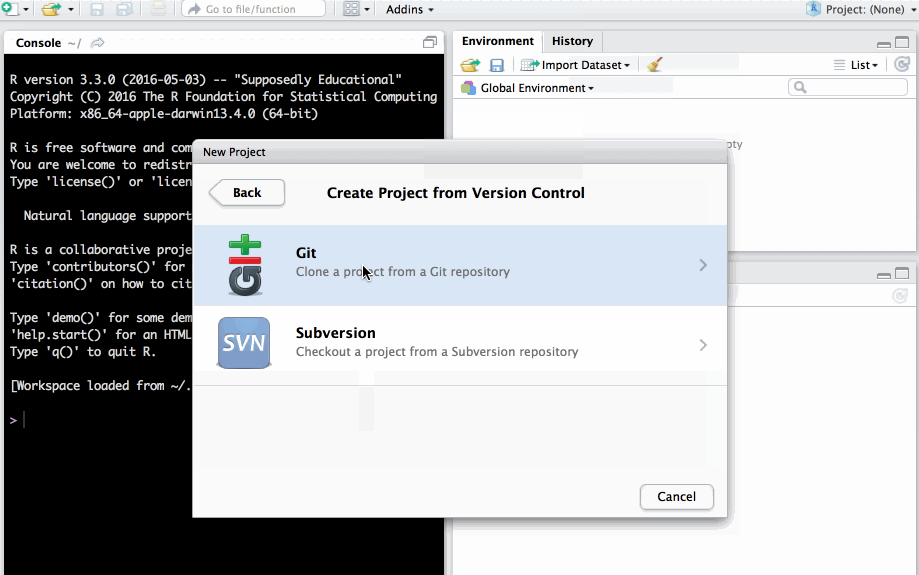 Go to file/function
Addins
Project: (None)
Console ~/
R version 3.3.0 (2016-05-03) -- "Supposedly Educational"
Copyright (C) 2016 The R Foundation for Statistical Computing
Platform: x86_64-apple-darwin13.4.0 (64-bit)
R is free software and com
You are welcome to redistr
Type 'license()' or 'licen
Natural language support
R is a collaborative proje
Type 'contributors()' for
'citation()' on how to cit
Type 'demo()' for some dem
'help.start()' for an HTML
Type 'q()' to quit R.
[Workspace loaded from ~/.
>
Environment History
Import Dataset
List
Global Environment
pty
New Project
Back
Create Project from Version Control
Git
Clone a project from a Git repository
SVN
Subversion
Checkout a project from a Subversion repository
Cancel